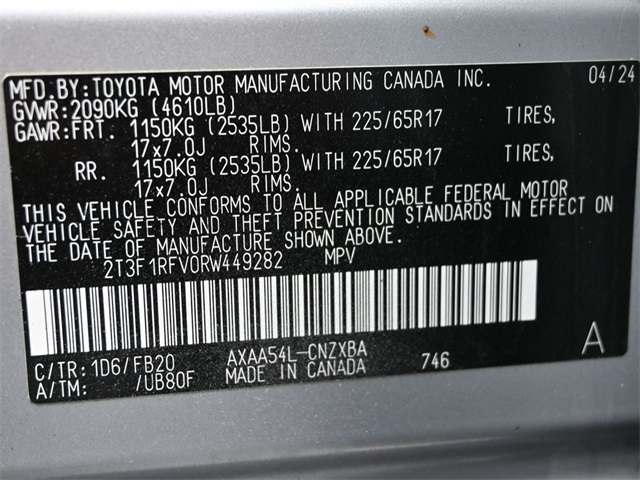 MFD.BY:TOYOTA MOTOR MANUFACTURING CANADA INC. 04/24
GVWR:2090KG (4610LB)
GAWR:FRT. 1150KG (2535LB) WITH 225/65R17 TIRES,
17x7.0J RIMS.
RR. 1150KG (2535LB) WITH 225/65R17 TIRES,
17x7.0J RIMS.
THIS VEHICLE CONFORMS TO ALL APPLICABLE FEDERAL MOTOR
VEHICLE SAFETY AND THEFT PREVENTION STANDARDS IN EFFECT ON
THE DATE OF MANUFACTURE SHOWN ABOVE.
2T3F1RFV0RW449282 MPV
C/TR: 1D6/FB20 AXAA54L-CNZXBA 746 A
A/TM: /UB80F MADE IN CANADA